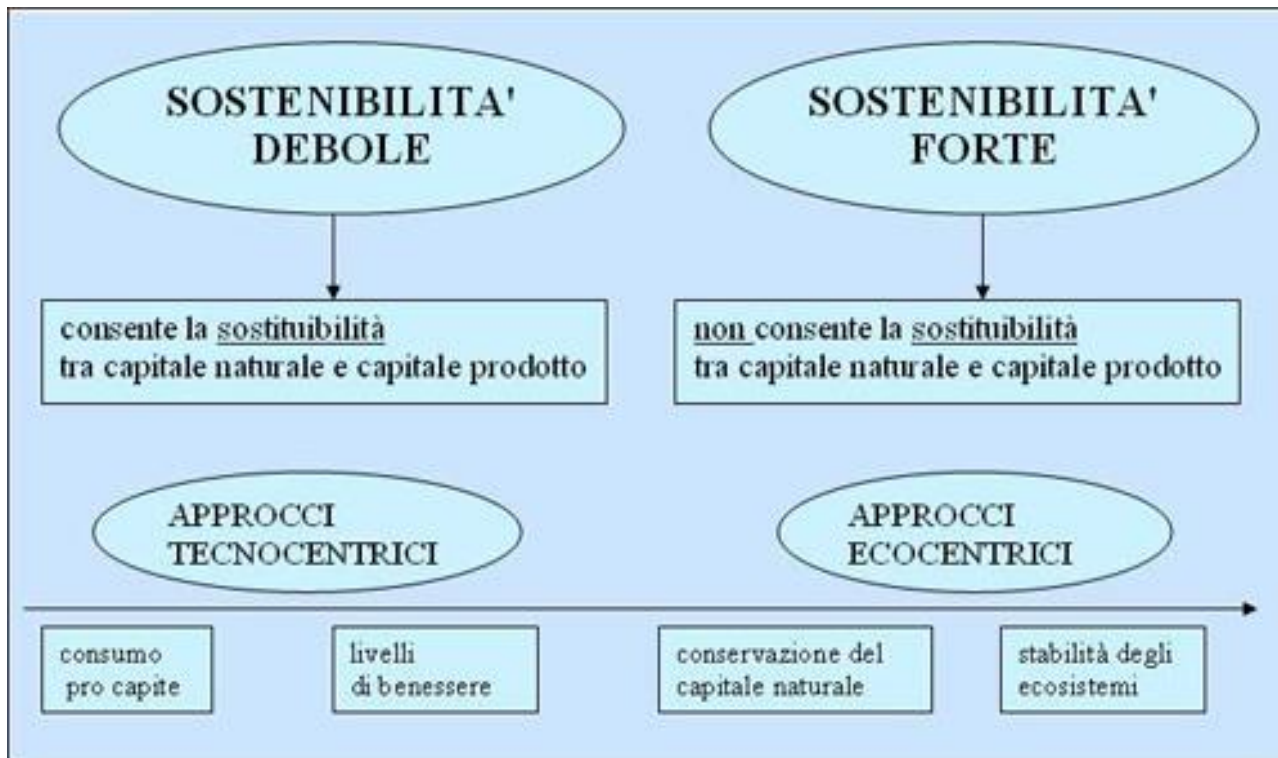 SOSTENIBILITA'
DEBOLE
SOSTENIBILITA'
FORTE
consente la sostituibilità
tra capitale naturale e capitale prodotto
non consente la sostituibilità
tra capitale naturale e capitale prodotto
APPROCCI
TECNOCENTRICI
APPROCCI
ECOCENTRICI
consumo
pro capite
livelli
di benessere
conservazione del
capitale naturale
stabilità degli
ecosistemi